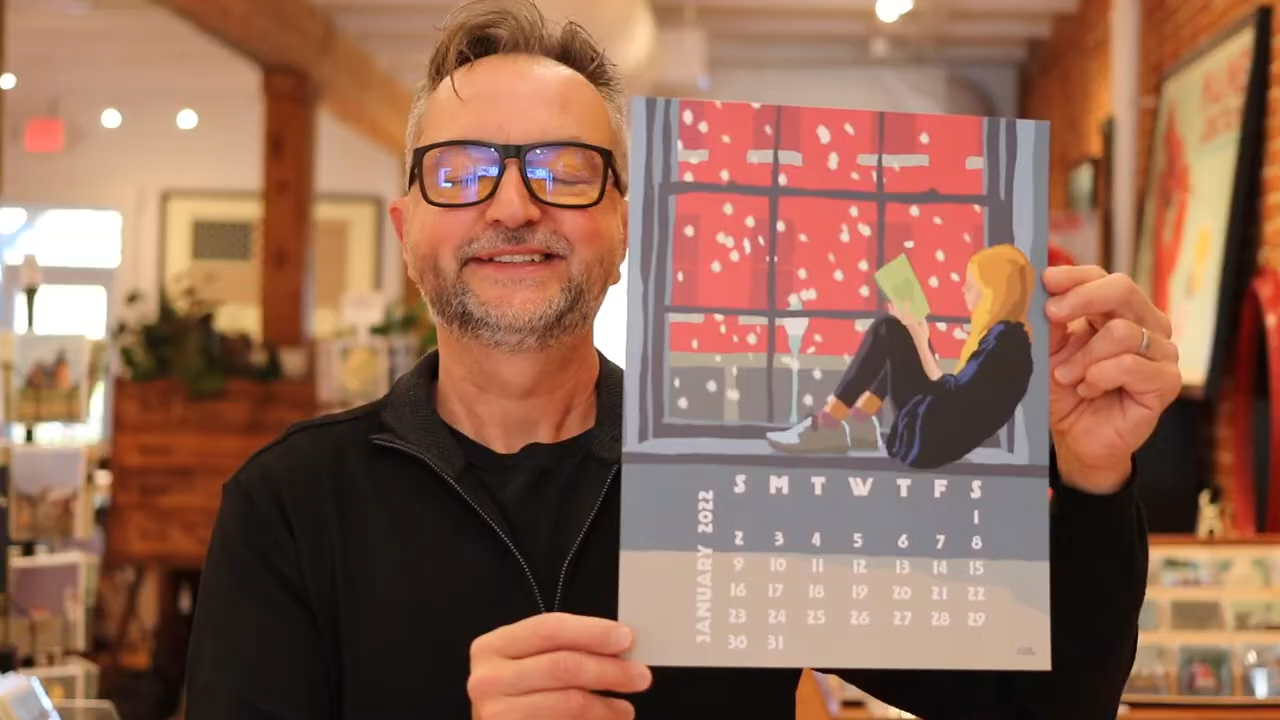 S M T W T F S
1
2 3 4 5 6 7 8
9 10 11 12 13 14 15
16 17 18 19 20 21 22
23 24 25 26 27 28 29
30 31
JANUARY 2022